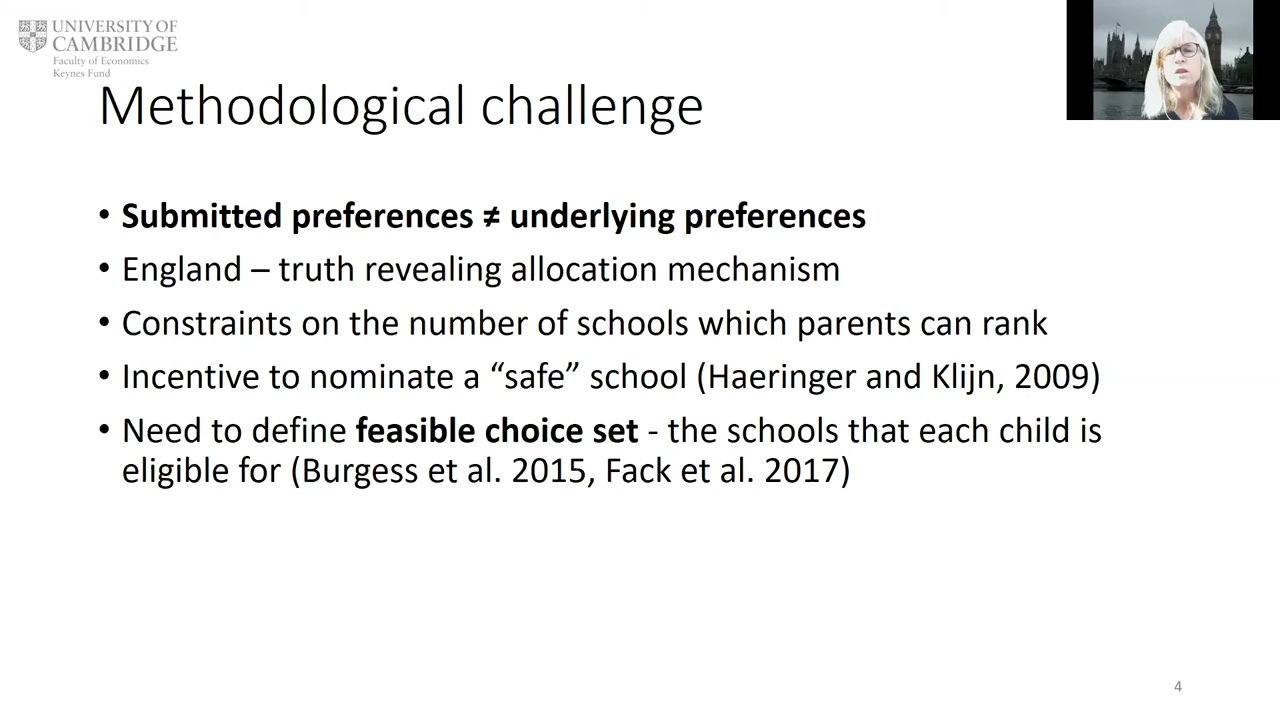 UNIVERSITY OF
CAMBRIDGE
Faculty of Economics
Keynes Fund
Methodological challenge
• Submitted preferences ≠ underlying preferences
• England – truth revealing allocation mechanism
• Constraints on the number of schools which parents can rank
• Incentive to nominate a “safe” school (Haeringer and Klijn, 2009)
• Need to define feasible choice set - the schools that each child is
eligible for (Burgess et al. 2015, Fack et al. 2017)
4